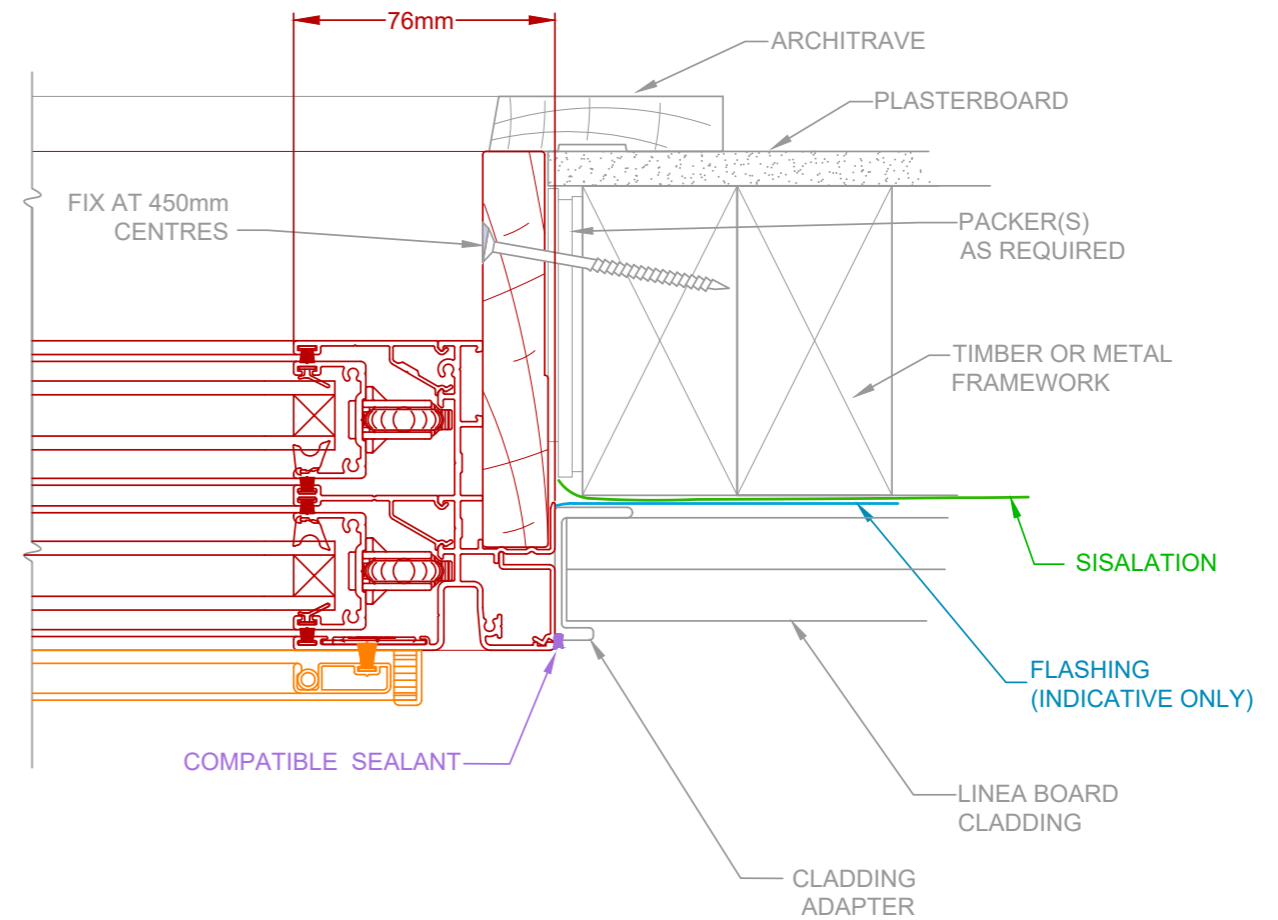 76mm
ARCHITRAVE
PLASTERBOARD
FIX AT 450mm
CENTRES
PACKER(S)
AS REQUIRED
TIMBER OR METAL
FRAMEWORK
SISALATION
FLASHING
(INDICATIVE ONLY)
COMPATIBLE SEALANT
LINEA BOARD
CLADDING
CLADDING
ADAPTER